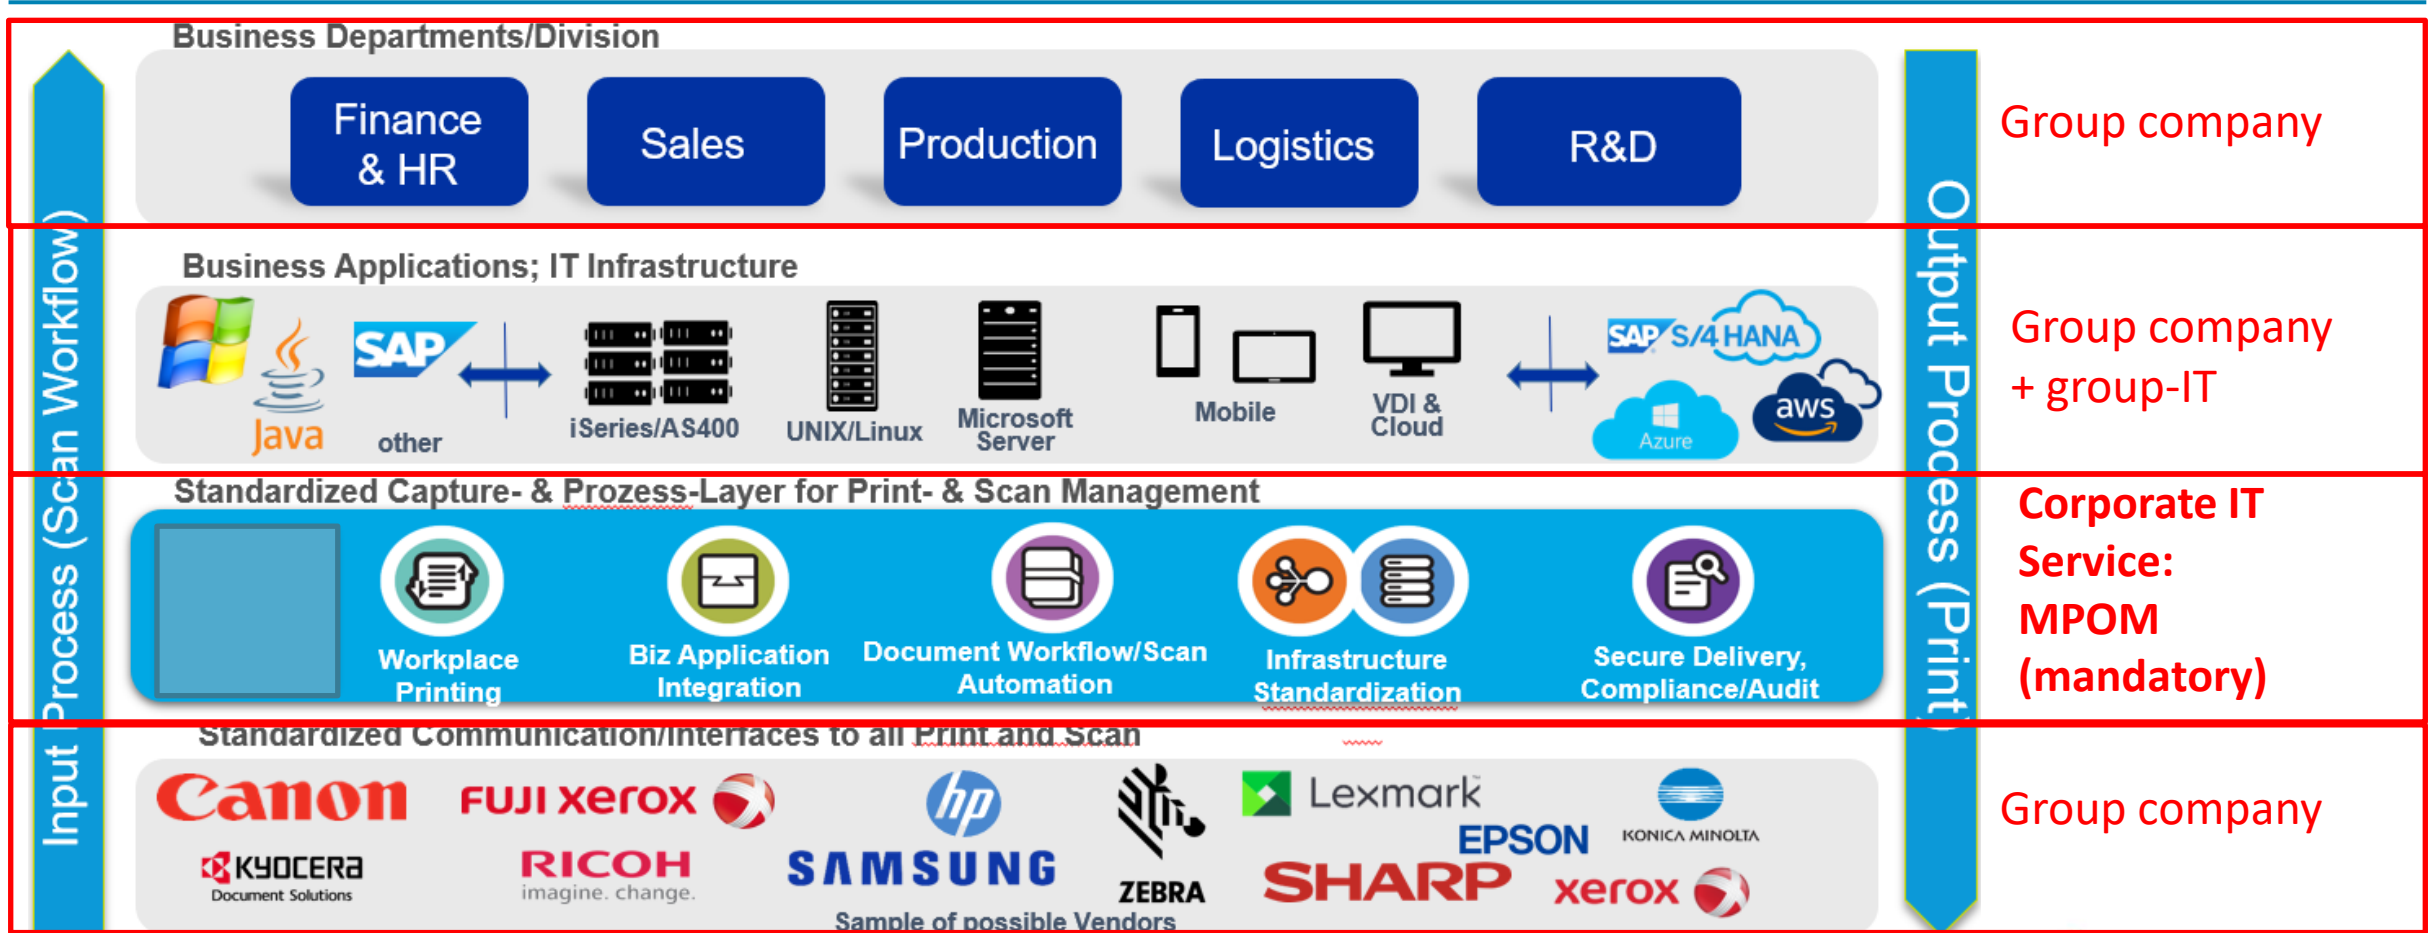 Business Departments/Division
Finance
& HR
Sales
Production
Logistics
R&D
Group company
Input Process (Scan Workflow)
Output Process (Print)
Business Applications; IT Infrastructure
Java
SAP
other
iSeries/AS400
UNIX/Linux
Microsoft
Server
Mobile
VDI &
Cloud
SAP S/4 HANA
Azure
aws
Group company
+ group-IT
Standardized Capture- & Prozess-Layer for Print- & Scan Management
Workplace
Printing
Biz Application
Integration
Document Workflow/Scan
Automation
Infrastructure
Standardization
Secure Delivery,
Compliance/Audit
Corporate IT
Service:
MPOM
(mandatory)
Standardized Communication/Interfaces to all Print and Scan
Canon
FUJI xerox
hp
ZEBRA
Lexmark
EPSON
KONICA MINOLTA
KYOCERA
Document Solutions
RICOH
imagine. change.
SAMSUNG
SHARP
xerox
Sample of possible Vendors
Group company